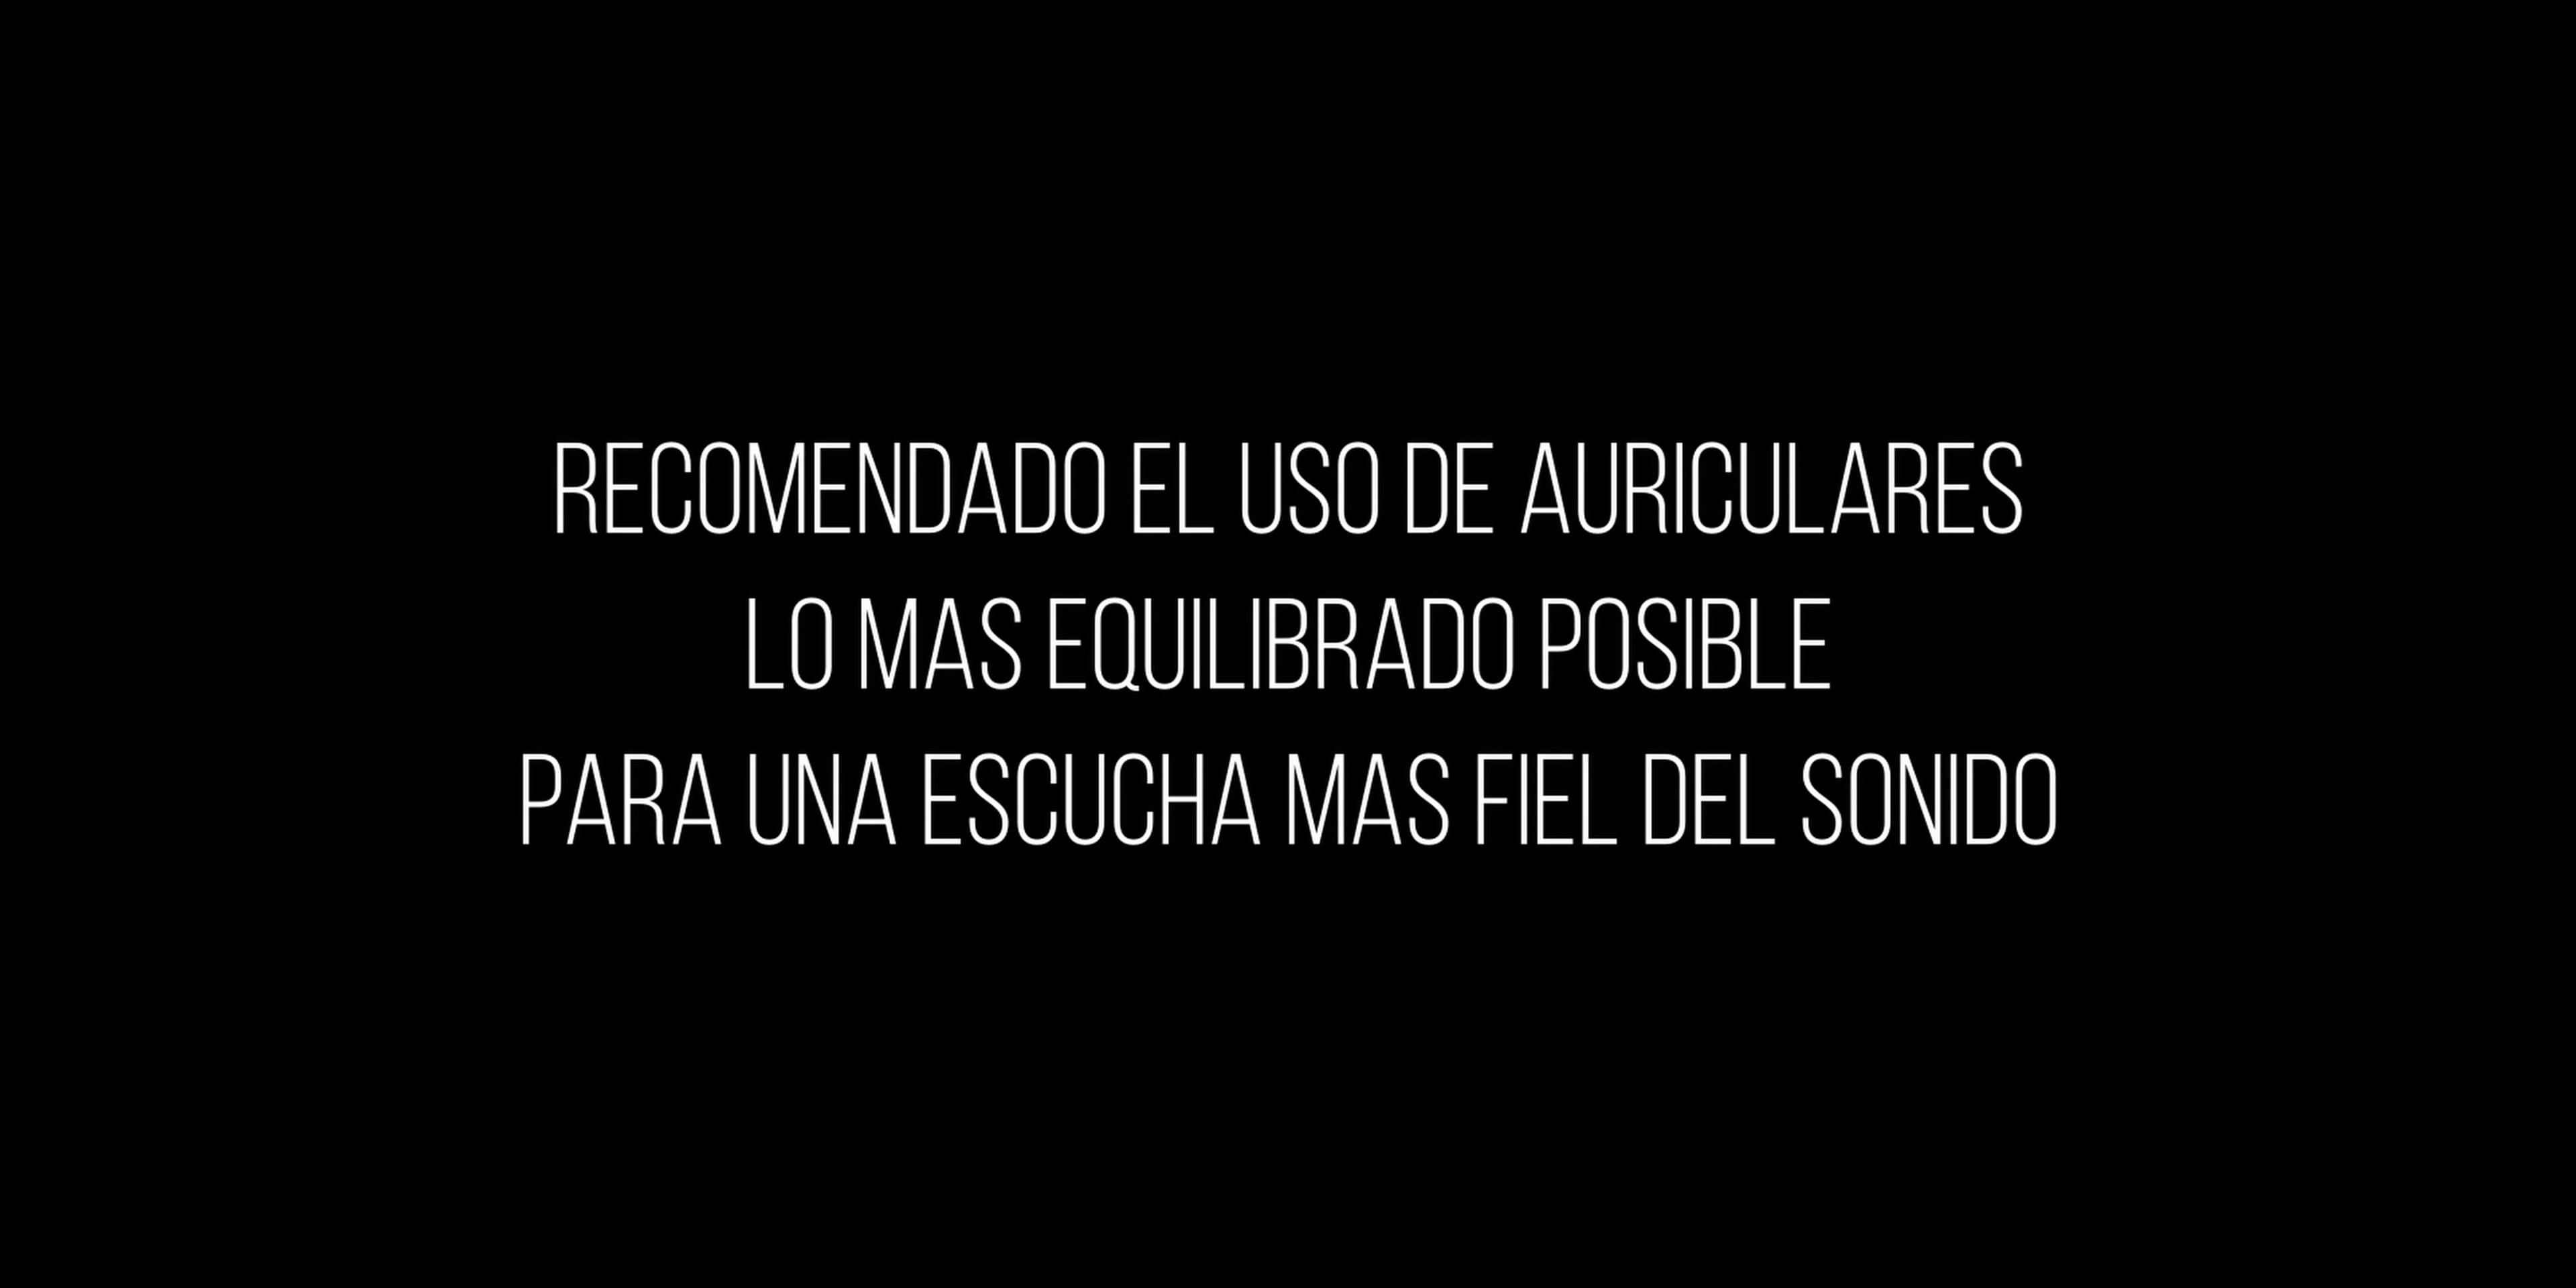 RECOMENDADO EL USO DE AURICULARES
LO MAS EQUILIBRADO POSIBLE
PARA UNA ESCUCHA MAS FIEL DEL SONIDO